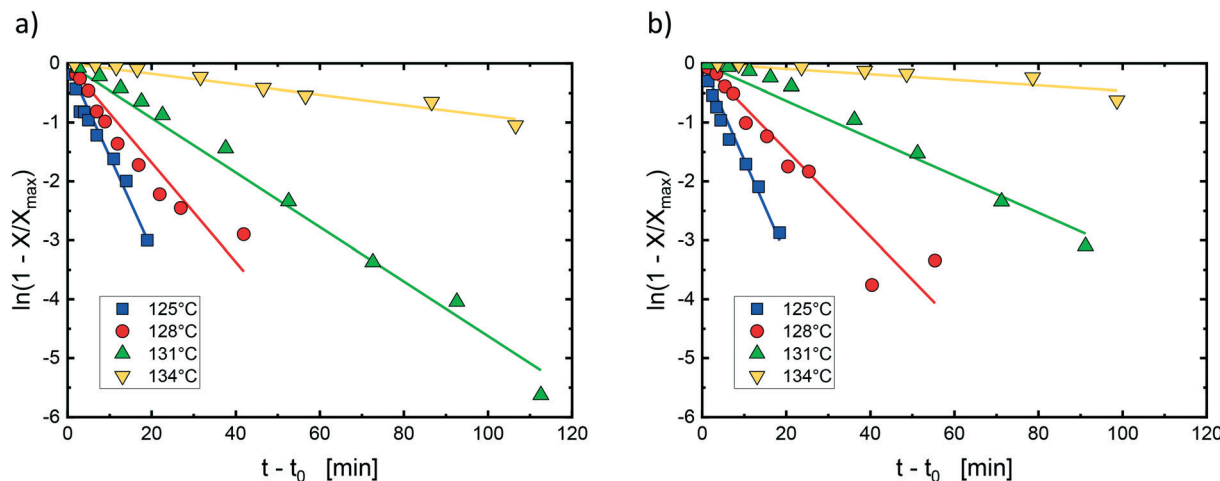 a)
ln(1 - X/Xmax)
0
-1
-2
-3
-4
-5
-6
0 20 40 60 80 100 120
t - t0 [min]
125°C
128°C
131°C
134°C
b)
ln(1 - X/Xmax)
0
-1
-2
-3
-4
-5
-6
0 20 40 60 80 100 120
t - t0 [min]
125°C
128°C
131°C
134°C